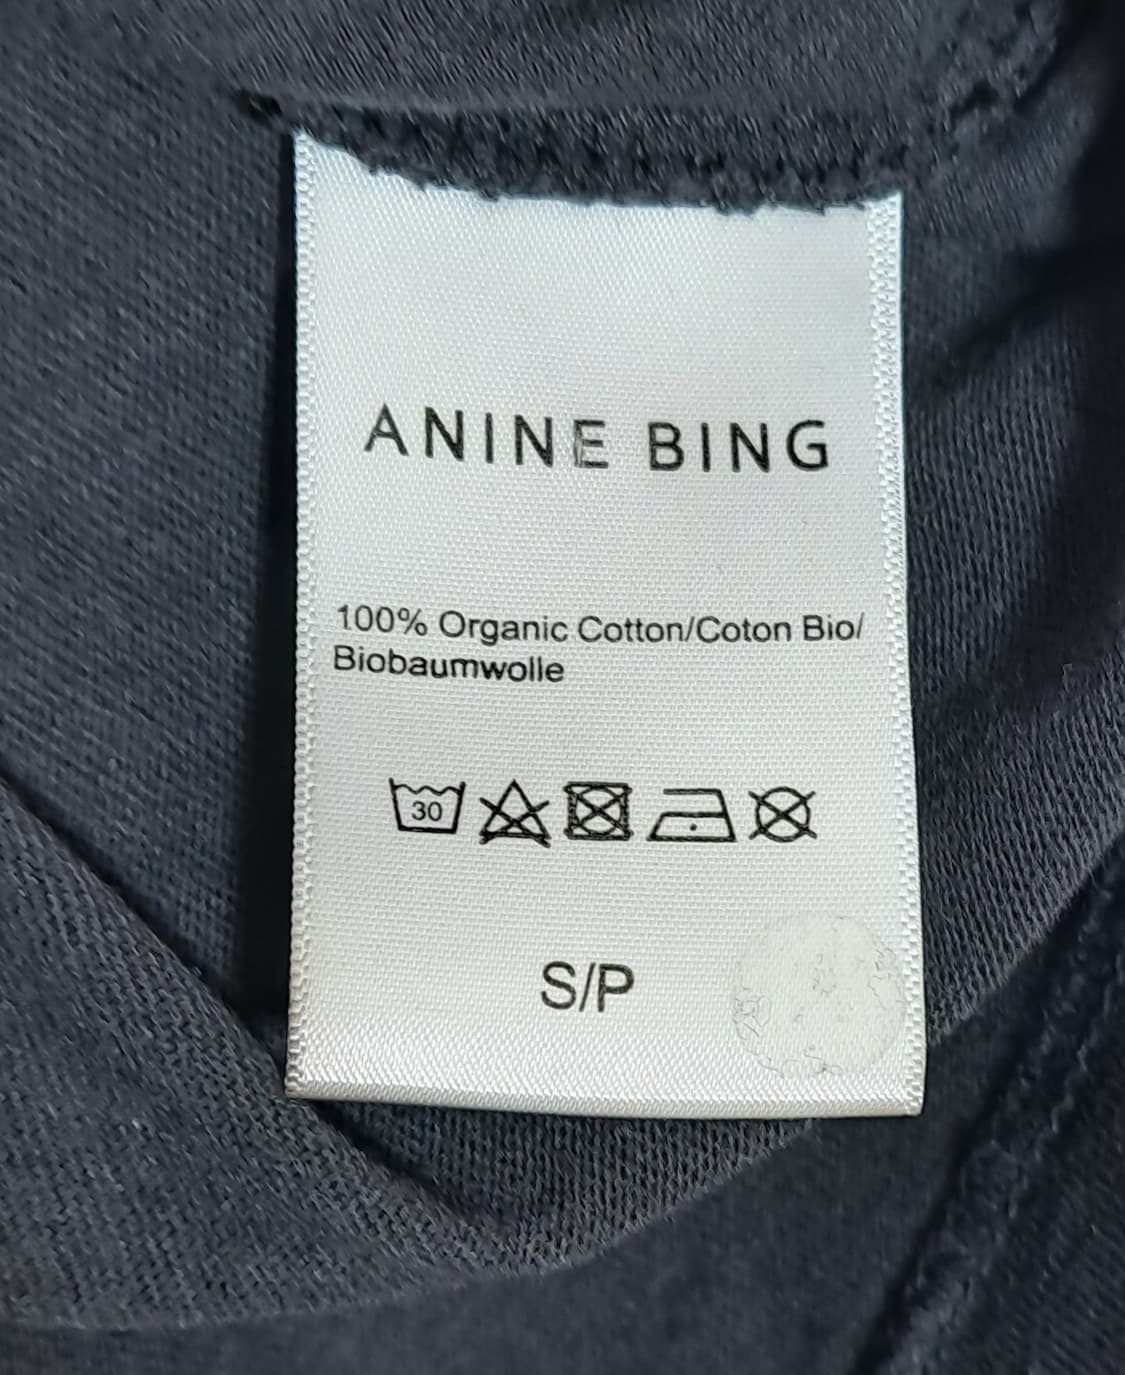 ANINE BING
100% Organic Cotton/Coton Bio/
Biobaumwolle
30
S/P